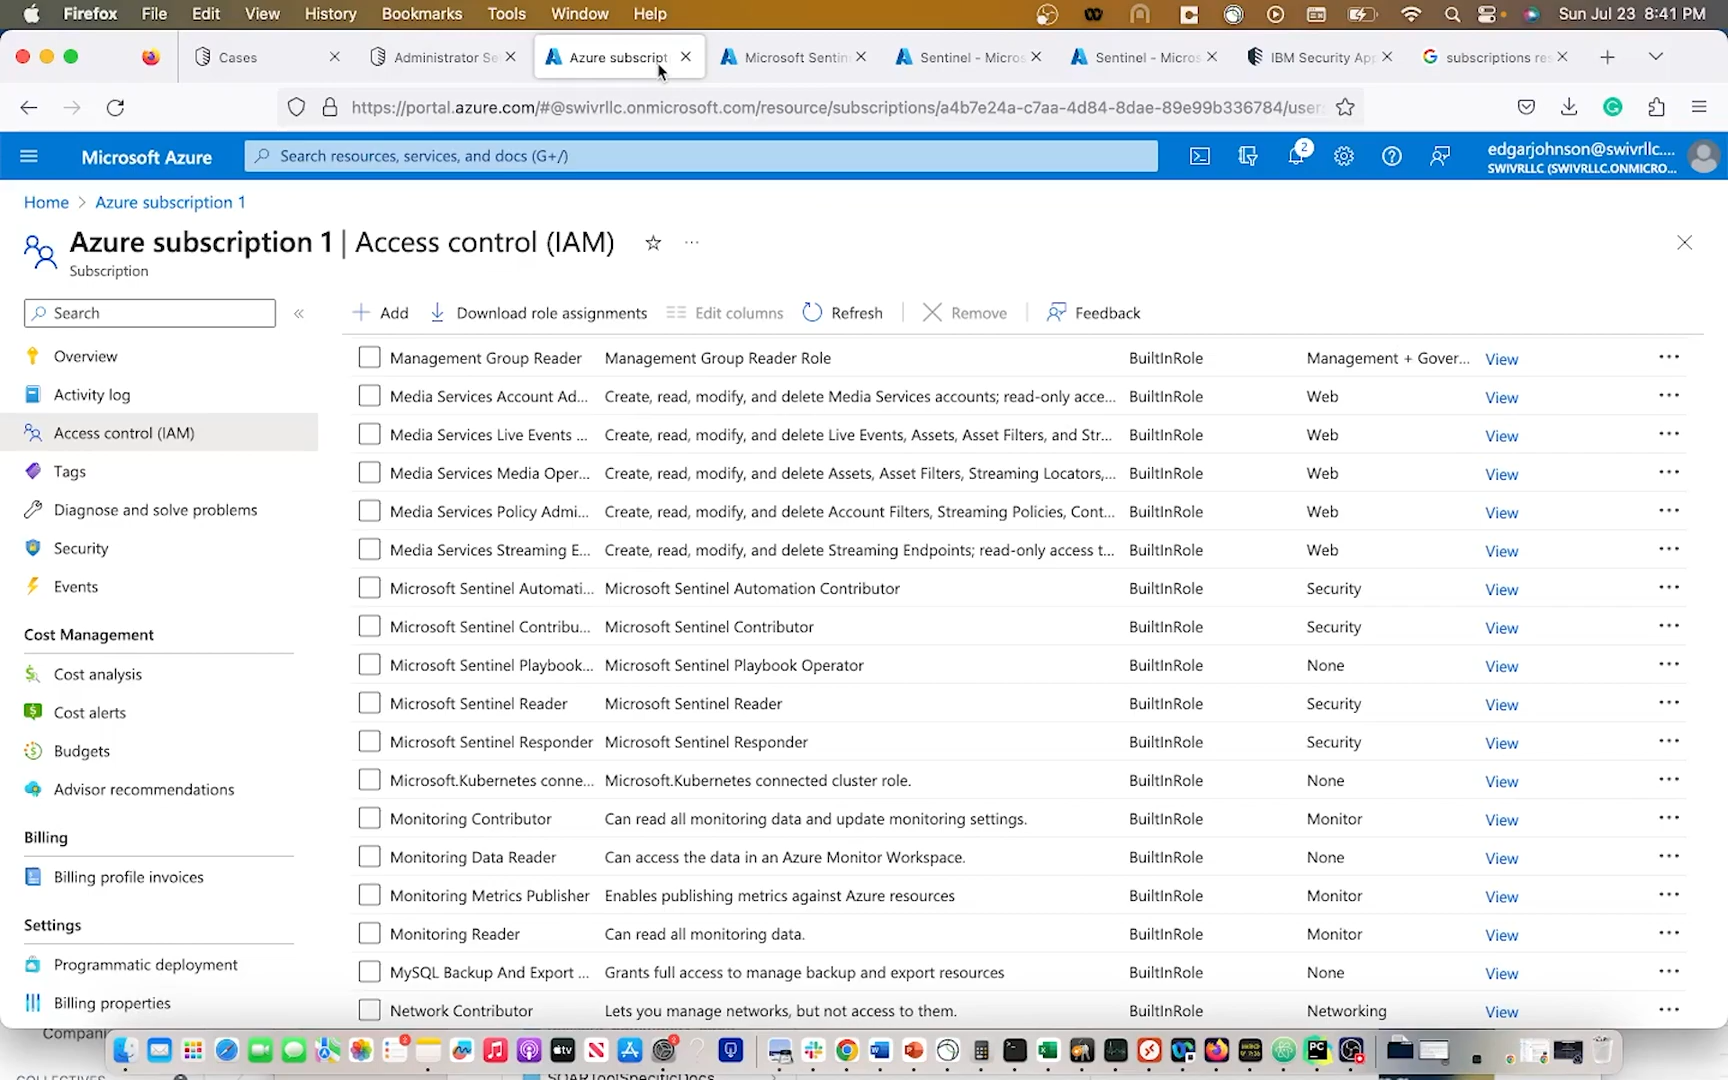 Firefox File Edit View History Bookmarks Tools Window Help Sun Jul 23 8:41 PM
Cases Administrator Se Azure subscript Microsoft Sentin Sentinel - Micros Sentinel - Micros IBM Security Ap subscriptions re
https://portal.azure.com/#@swivrllc.onmicrosoft.com/resource/subscriptions/a4b7e24a-c7aa-4d84-8dae-89e99b336784/user
Microsoft Azure Search resources, services, and docs (G+/) 2 edgarjohnson@swivrllc....
SWIVRLLC (SWIVRLLC.ONMICRO...
Home > Azure subscription 1
Azure subscription 1 | Access control (IAM) ...
Subscription
Search «
Add Download role assignments Edit columns Refresh Remove Feedback
Overview
Activity log
Access control (IAM)
Tags
Diagnose and solve problems
Security
Events
Cost Management
Cost analysis
Cost alerts
Budgets
Advisor recommendations
Billing
Billing profile invoices
Settings
Programmatic deployment
Billing properties
Management Group Reader Management Group Reader Role BuiltInRole Management + Gover... View ...
Media Services Account Ad... Create, read, modify, and delete Media Services accounts; read-only acce... BuiltInRole Web View ...
Media Services Live Events ... Create, read, modify, and delete Live Events, Assets, Asset Filters, and Str... BuiltInRole Web View ...
Media Services Media Oper... Create, read, modify, and delete Assets, Asset Filters, Streaming Locators,... BuiltInRole Web View ...
Media Services Policy Admi... Create, read, modify, and delete Account Filters, Streaming Policies, Cont... BuiltInRole Web View ...
Media Services Streaming E... Create, read, modify, and delete Streaming Endpoints; read-only access t... BuiltInRole Web View ...
Microsoft Sentinel Automati... Microsoft Sentinel Automation Contributor BuiltInRole Security View ...
Microsoft Sentinel Contribu... Microsoft Sentinel Contributor BuiltInRole Security View ...
Microsoft Sentinel Playbook... Microsoft Sentinel Playbook Operator BuiltInRole None View ...
Microsoft Sentinel Reader Microsoft Sentinel Reader BuiltInRole Security View ...
Microsoft Sentinel Responder Microsoft Sentinel Responder BuiltInRole Security View ...
Microsoft.Kubernetes conne... Microsoft.Kubernetes connected cluster role. BuiltInRole None View ...
Monitoring Contributor Can read all monitoring data and update monitoring settings. BuiltInRole Monitor View ...
Monitoring Data Reader Can access the data in an Azure Monitor Workspace. BuiltInRole None View ...
Monitoring Metrics Publisher Enables publishing metrics against Azure resources BuiltInRole Monitor View ...
Monitoring Reader Can read all monitoring data. BuiltInRole Monitor View ...
MySQL Backup And Export ... Grants full access to manage backup and export resources BuiltInRole None View ...
Network Contributor Lets you manage networks, but not access to them. BuiltInRole Networking View ...